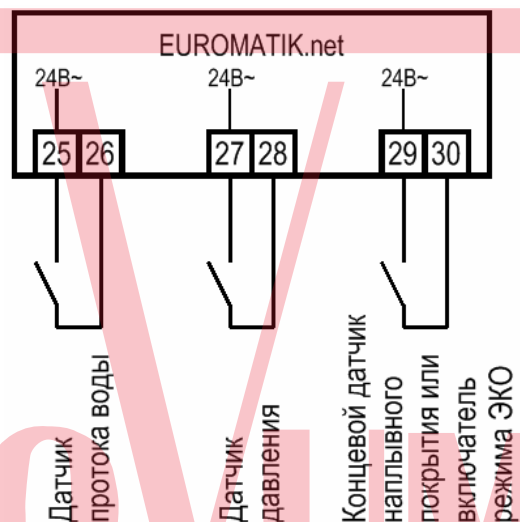 EUROMATIK.net
24В~ 24В~ 24В~
25 26 27 28 29 30
Датчик
протока воды
Датчик
давления
Концевой датчик
наплывного
покрытия или
включатель
режима ЭКО